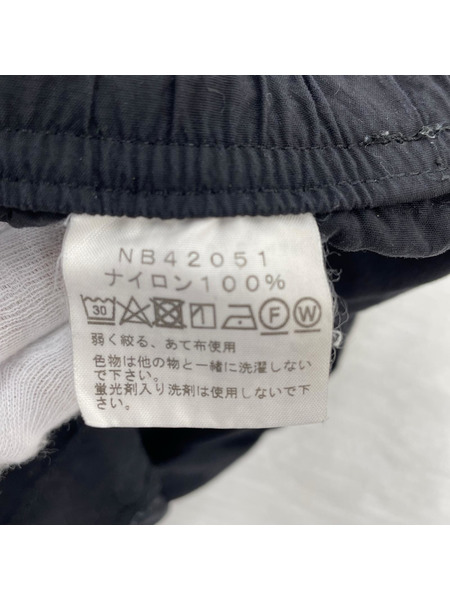 NB42051
ナイロン100%
30 F W
弱く絞る、あて布使用
色物は他の物と一緒に洗濯しない
で下さい。
蛍光剤入り洗剤は使用しないで下
さい。